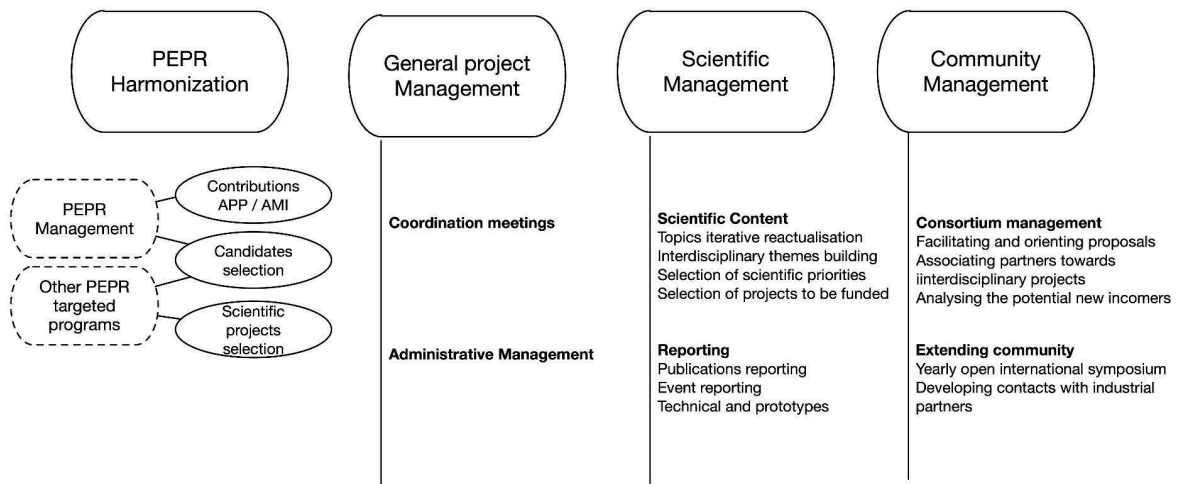 PEPR
Harmonization
General project
Management
Scientific
Management
Community
Management
Contributions
APP / AMI
PEPR
Management
Candidates
selection
Other PEPR
targeted
programs
Scientific
projects
selection
Coordination meetings
Administrative Management
Scientific Content
Topics iterative reactualisation
Interdisciplinary themes building
Selection of scientific priorities
Selection of projects to be funded
Reporting
Publications reporting
Event reporting
Technical and prototypes
Consortium management
Facilitating and orienting proposals
Associating partners towards
iinterdisciplinary projects
Analysing the potential new incomers
Extending community
Yearly open international symposium
Developing contacts with industrial
partners